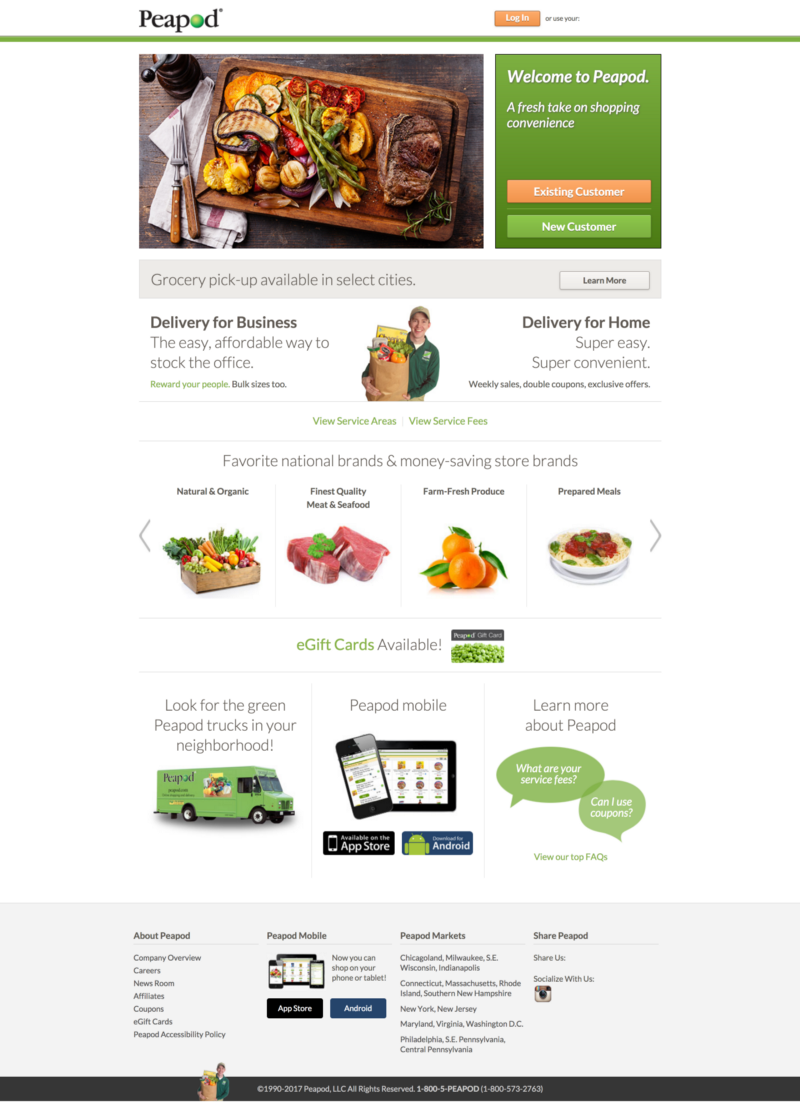 Peapod®
Log In
or use your:
Welcome to Peapod.
A fresh take on shopping
convenience
Existing Customer
New Customer
Grocery pick-up available in select cities.
Learn More
Delivery for Business
The easy, affordable way to
stock the office.
Reward your people. Bulk sizes too.
Delivery for Home
Super easy.
Super convenient.
Weekly sales, double coupons, exclusive offers.
View Service Areas | View Service Fees
Favorite national brands & money-saving store brands
Natural & Organic
Finest Quality
Meat & Seafood
Farm-Fresh Produce
Prepared Meals
eGift Cards Available!
Peapod Gift Card
Look for the green
Peapod trucks in your
neighborhood!
Peapod
peapod.com
Peapod mobile
Available on the
App Store
Download for
Android
Learn more
about Peapod
What are your
service fees?
Can I use
coupons?
View our top FAQs
About Peapod
Company Overview
Careers
News Room
Affiliates
Coupons
eGift Cards
Peapod Accessibility Policy
Peapod Mobile
Now you can
shop on your
phone or tablet!
App Store
Android
Peapod Markets
Chicagoland, Milwaukee, S.E.
Wisconsin, Indianapolis
Connecticut, Massachusetts, Rhode
Island, Southern New Hampshire
New York, New Jersey
Maryland, Virginia, Washington D.C.
Philadelphia, S.E. Pennsylvania,
Central Pennsylvania
Share Peapod
Share Us:
Socialize With Us:
©1990-2017 Peapod, LLC All Rights Reserved. 1-800-5-PEAPOD (1-800-573-2763)